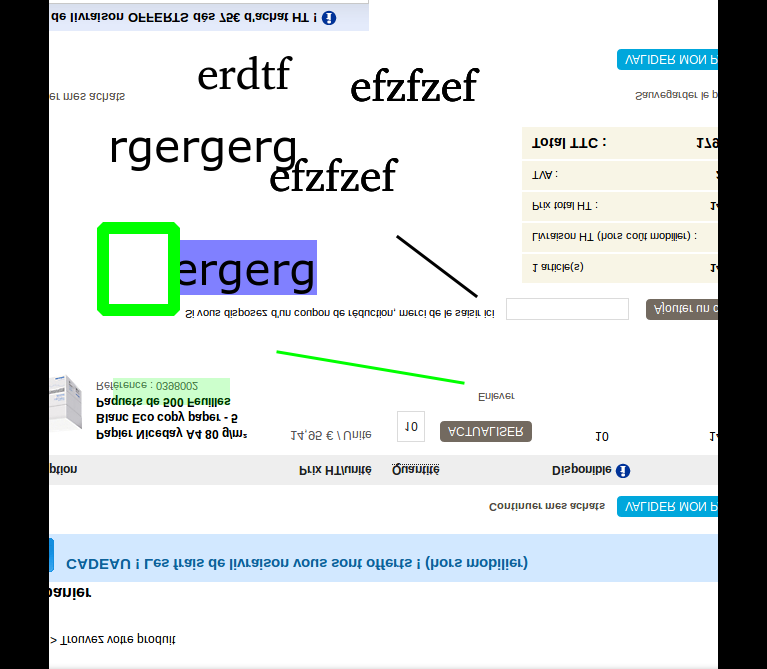 de livraison OFFERTS dès 75€ d'achat HT !
VALIDER MON P
erdtf
efzfzef
er mes achats
Sauvegarder le p
rgergerg
Total TTC : 179
efzfzef
TVA :
Prix total HT : 14
Livraison HT (hors coût mobilier) :
ergerg
1 article(s) 14
Si vous disposez d'un coupon de réduction, merci de le saisir ici
Ajouter un c
Référence : 0398002
Enlever
Paquets de 500 Feuilles
Blanc Eco copy paper - 5
Papier Niceday A4 80 g/m²
14,95 € / Unité
10
ACTUALISER
10
14
ption Prix HT/unité Quantité Disponible
Continuer mes achats
VALIDER MON P
CADEAU ! Les frais de livraison vous sont offerts ! (hors mobilier)
panier
> Trouvez votre produit